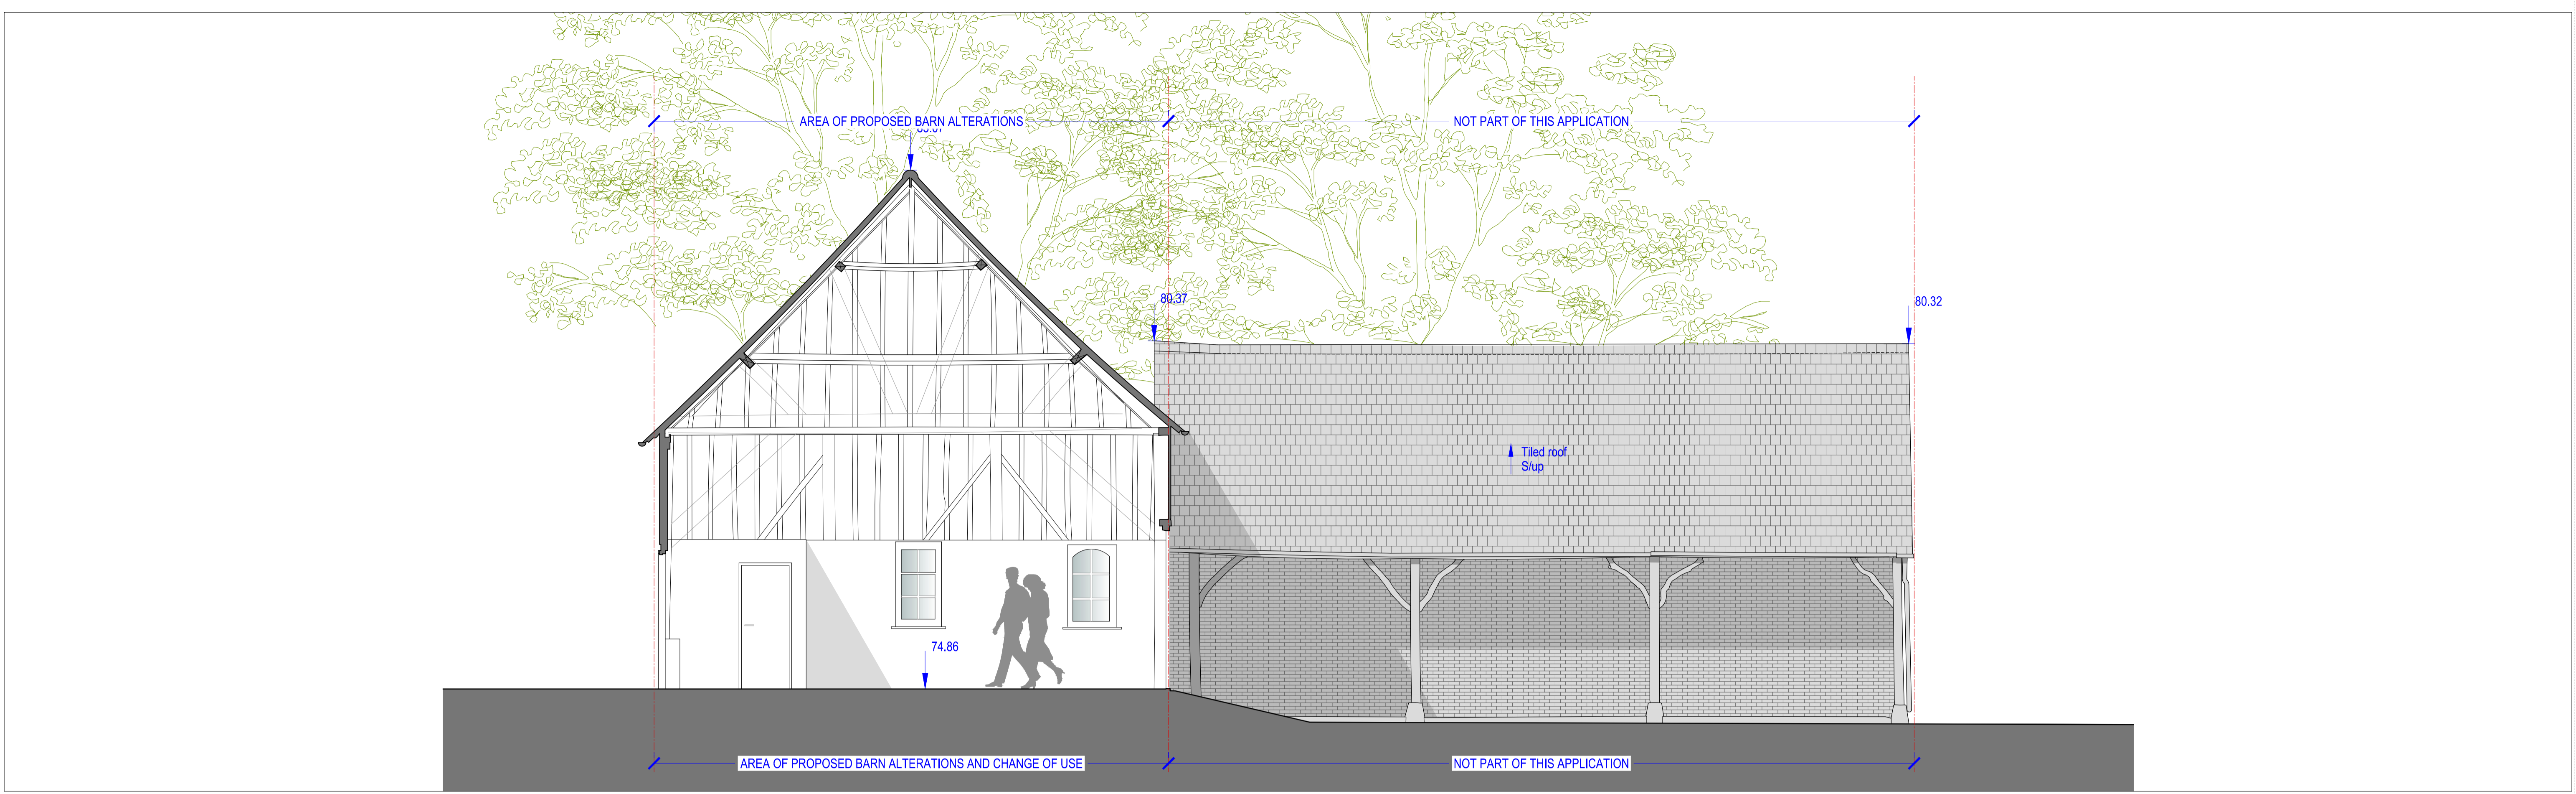 AREA OF PROPOSED BARN ALTERATIONS
NOT PART OF THIS APPLICATION
80.37
80.32
Tiled roof
S/up
74.86
AREA OF PROPOSED BARN ALTERATIONS AND CHANGE OF USE
NOT PART OF THIS APPLICATION